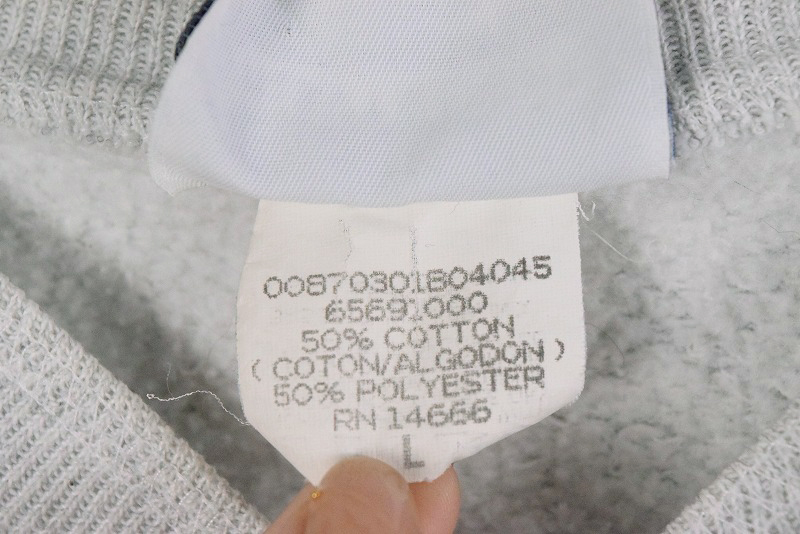 00870301804045
65691000
50% COTTON
( COTON/ALGODON )
50% POLYESTER
RN 14666
L